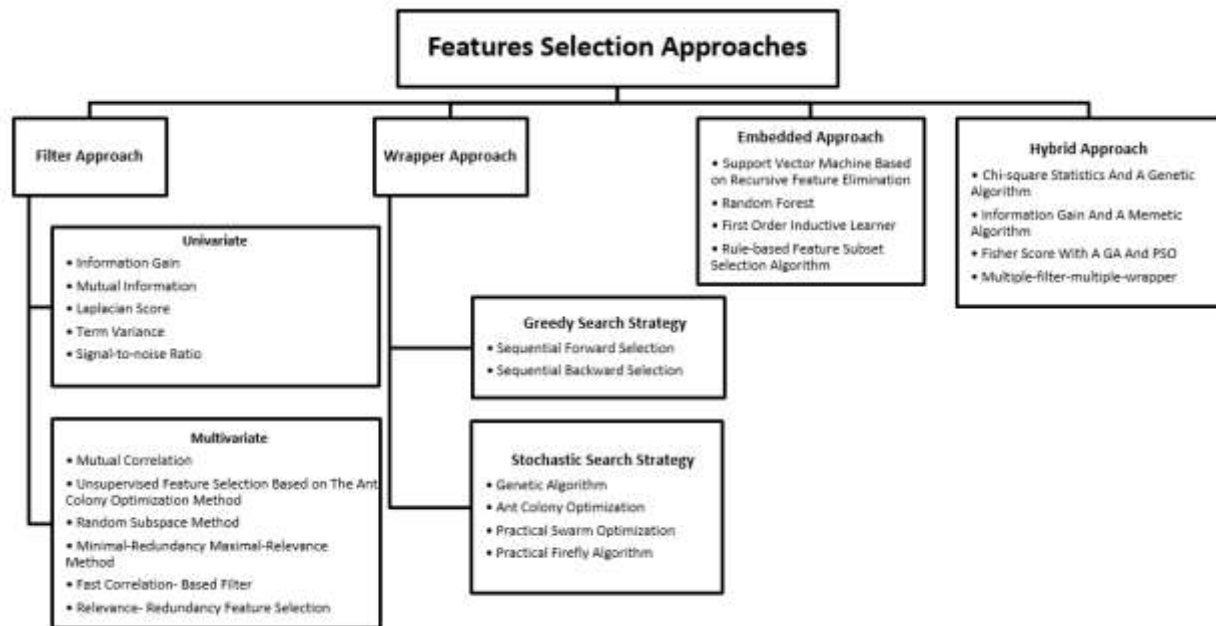 Features Selection Approaches
Filter Approach
Wrapper Approach
Embedded Approach
• Support Vector Machine Based
on Recursive Feature Elimination
• Random Forest
• First Order Inductive Learner
• Rule-based Feature Subset
Selection Algorithm
Hybrid Approach
• Chi-square Statistics And A Genetic
Algorithm
• Information Gain And A Memetic
Algorithm
• Fisher Score With A GA And PSO
• Multiple-filter-multiple-wrapper
Univariate
• Information Gain
• Mutual Information
• Laplacian Score
• Term Variance
• Signal-to-noise Ratio
Greedy Search Strategy
• Sequential Forward Selection
• Sequential Backward Selection
Multivariate
• Mutual Correlation
• Unsupervised Feature Selection Based on The Ant
Colony Optimization Method
• Random Subspace Method
• Minimal-Redundancy Maximal-Relevance
Method
• Fast Correlation- Based Filter
• Relevance- Redundancy Feature Selection
Stochastic Search Strategy
• Genetic Algorithm
• Ant Colony Optimization
• Practical Swarm Optimization
• Practical Firefly Algorithm